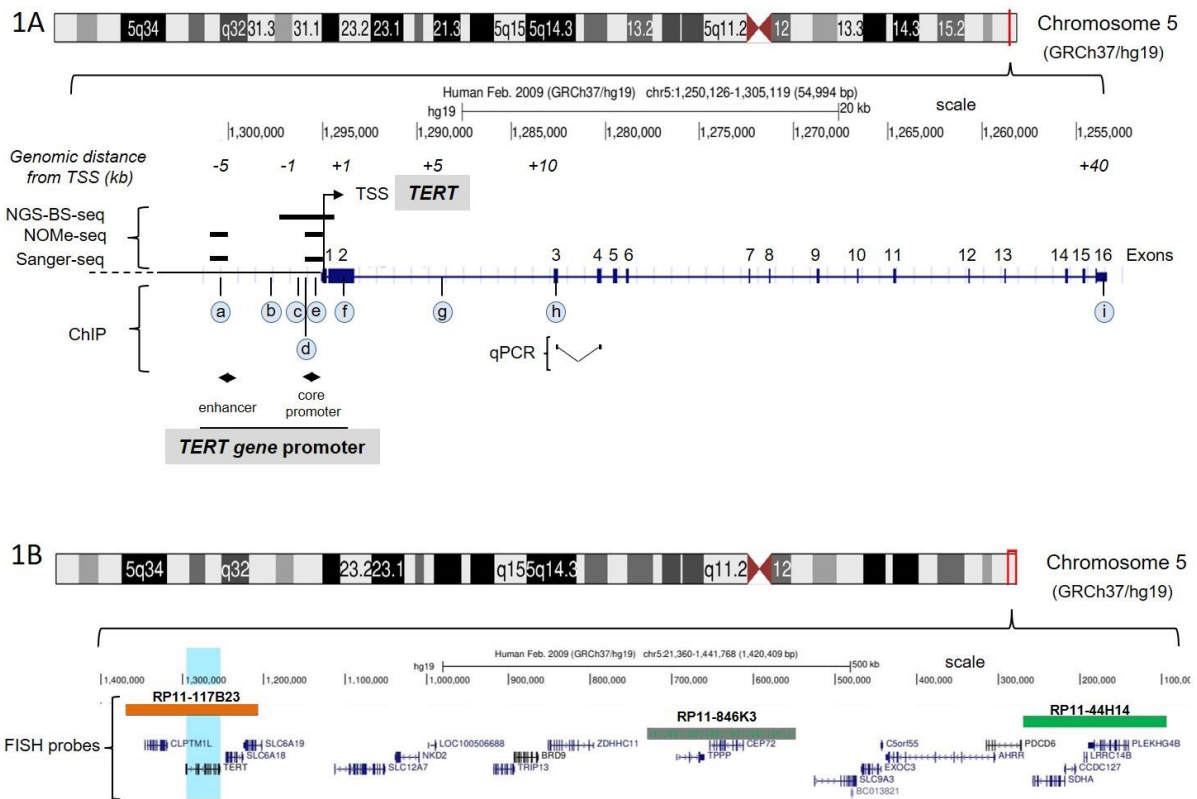 1A 5q34 q32 31.3 31.1 23.2 23.1 21.3 5q15 5q14.3 13.2 5q11.2 12 13.3 14.3 15.2 Chromosome 5
(GRCh37/hg19)
Human Feb. 2009 (GRCh37/hg19) chr5:1,250,126-1,305,119 (54,994 bp)
hg19 20 kb scale
1,300,000 1,295,000 1,290,000 1,285,000 1,280,000 1,275,000 1,270,000 1,265,000 1,260,000 1,255,000
Genomic distance from TSS (kb) -5 -1 +1 +5 +10 +40
TSS TERT
NGS-BS-seq
NOMe-seq
Sanger-seq
1 2 3 4 5 6 7 8 9 10 11 12 13 14 15 16 Exons
a b c e f g h i
ChIP
d
qPCR
enhancer
core promoter
TERT gene promoter
1B 5q34 q32 23.2 23.1 q15 5q14.3 q11.2 12 Chromosome 5
(GRCh37/hg19)
Human Feb. 2009 (GRCh37/hg19) chr5:21,360-1,441,768 (1,420,409 bp)
hg19 500 kb scale
1,400,000 1,300,000 1,200,000 1,100,000 1,000,000 900,000 800,000 700,000 600,000 500,000 400,000 300,000 200,000 100,00
RP11-117B23 RP11-846K3 RP11-44H14
FISH probes
CLPTM1L SLC6A19 LOC100506688 ZDHHC11 CEP72 C5orf55 PDCD6 PLEKHG4B
SLC6A18 NKD2 BRD9 TPPP AHRR LRRC14B
TERT SLC12A7 TRIP13 EXOC3 CCDC127
SLC9A3 SDHA
BC013821